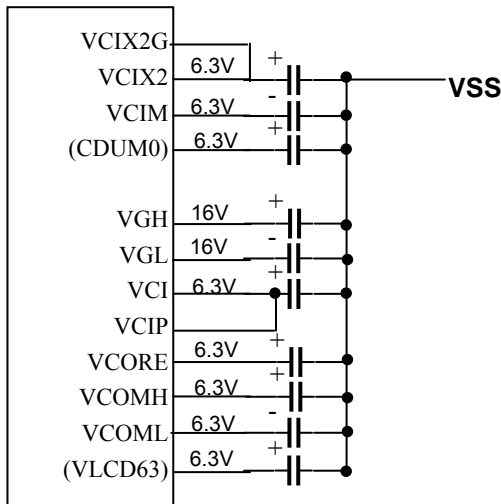 VCIX2G
+
VCIX2 6.3V VSS
-
VCIM 6.3V
+
(CDUM0) 6.3V
+
VGH 16V
-
VGL 16V
+
VCI 6.3V
VCIP
+
VCORE 6.3V
+
VCOMH 6.3V
-
VCOML 6.3V
+
(VLCD63) 6.3V